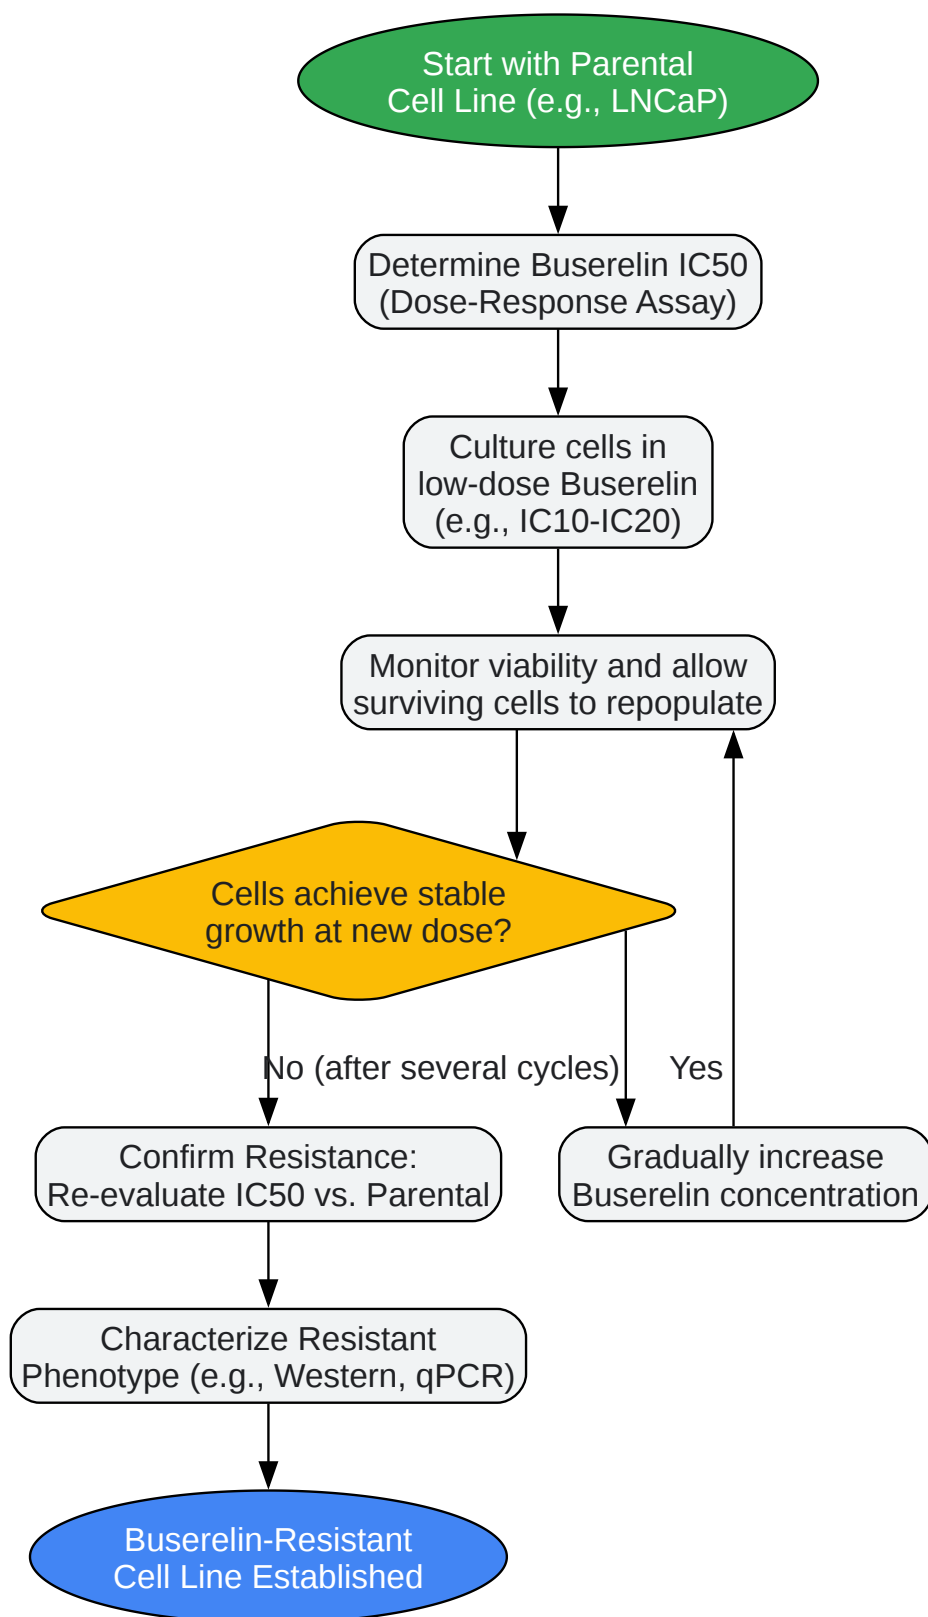 Start with Parental
Cell Line (e.g., LNCaP)
Determine Buserelin IC50
(Dose-Response Assay)
Culture cells in
low-dose Buserelin
(e.g., IC10-IC20)
Monitor viability and allow
surviving cells to repopulate
Cells achieve stable
growth at new dose?
No (after several cycles)
Yes
Confirm Resistance:
Re-evaluate IC50 vs. Parental
Gradually increase
Buserelin concentration
Characterize Resistant
Phenotype (e.g., Western, qPCR)
Buserelin-Resistant
Cell Line Established